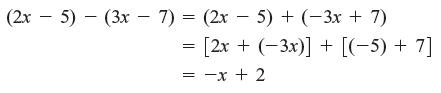 (2x − 5) − (3x − 7) = (2x − 5) + (−3x + 7)
= [2x + (−3x)] + [(−5) + 7]
= −x + 2